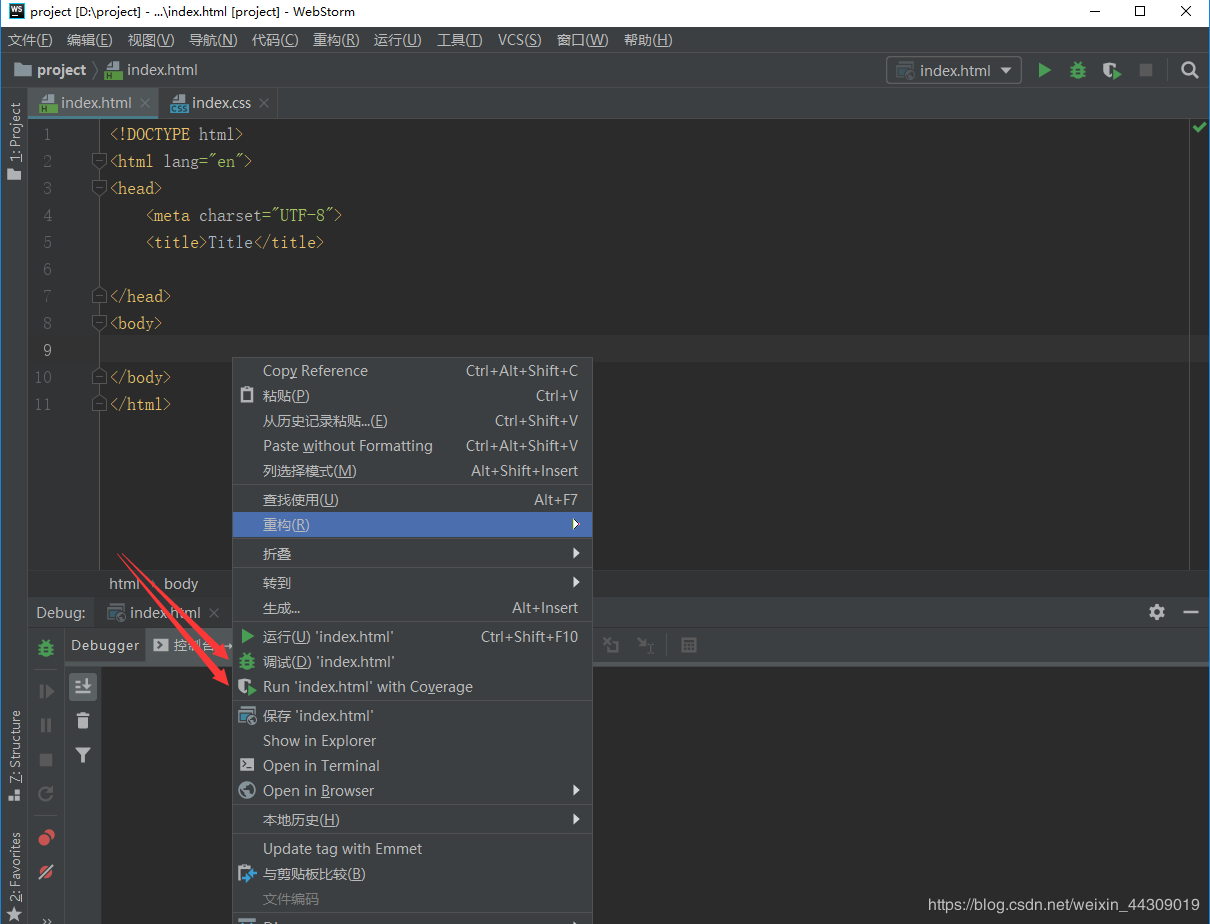 project [D:\project] - ...\index.html [project] - WebStorm
文件(F) 编辑(E) 视图(V) 导航(N) 代码(C) 重构(R) 运行(U) 工具(T) VCS(S) 窗口(W) 帮助(H)
project index.html index.html
index.html index.css
1: Project
1 <!DOCTYPE html>
2 <html lang="en">
3 <head>
4 <meta charset="UTF-8">
5 <title>Title</title>
6
7 </head>
8 <body>
9
10 </body>
11 </html>
Copy Reference Ctrl+Alt+Shift+C
粘贴(P) Ctrl+V
从历史记录粘贴...(E) Ctrl+Shift+V
Paste without Formatting Ctrl+Alt+Shift+V
列选择模式(M) Alt+Shift+Insert
查找使用(U) Alt+F7
重构(R)
折叠
转到
生成... Alt+Insert
运行(U) 'index.html' Ctrl+Shift+F10
调试(D) 'index.html'
Run 'index.html' with Coverage
保存 'index.html'
Show in Explorer
Open in Terminal
Open in Browser
本地历史(H)
Update tag with Emmet
与剪贴板比较(B)
文件编码
html body
Debug: index.html
Debugger 控制台
7: Structure
2: Favorites
https://blog.csdn.net/weixin_44309019